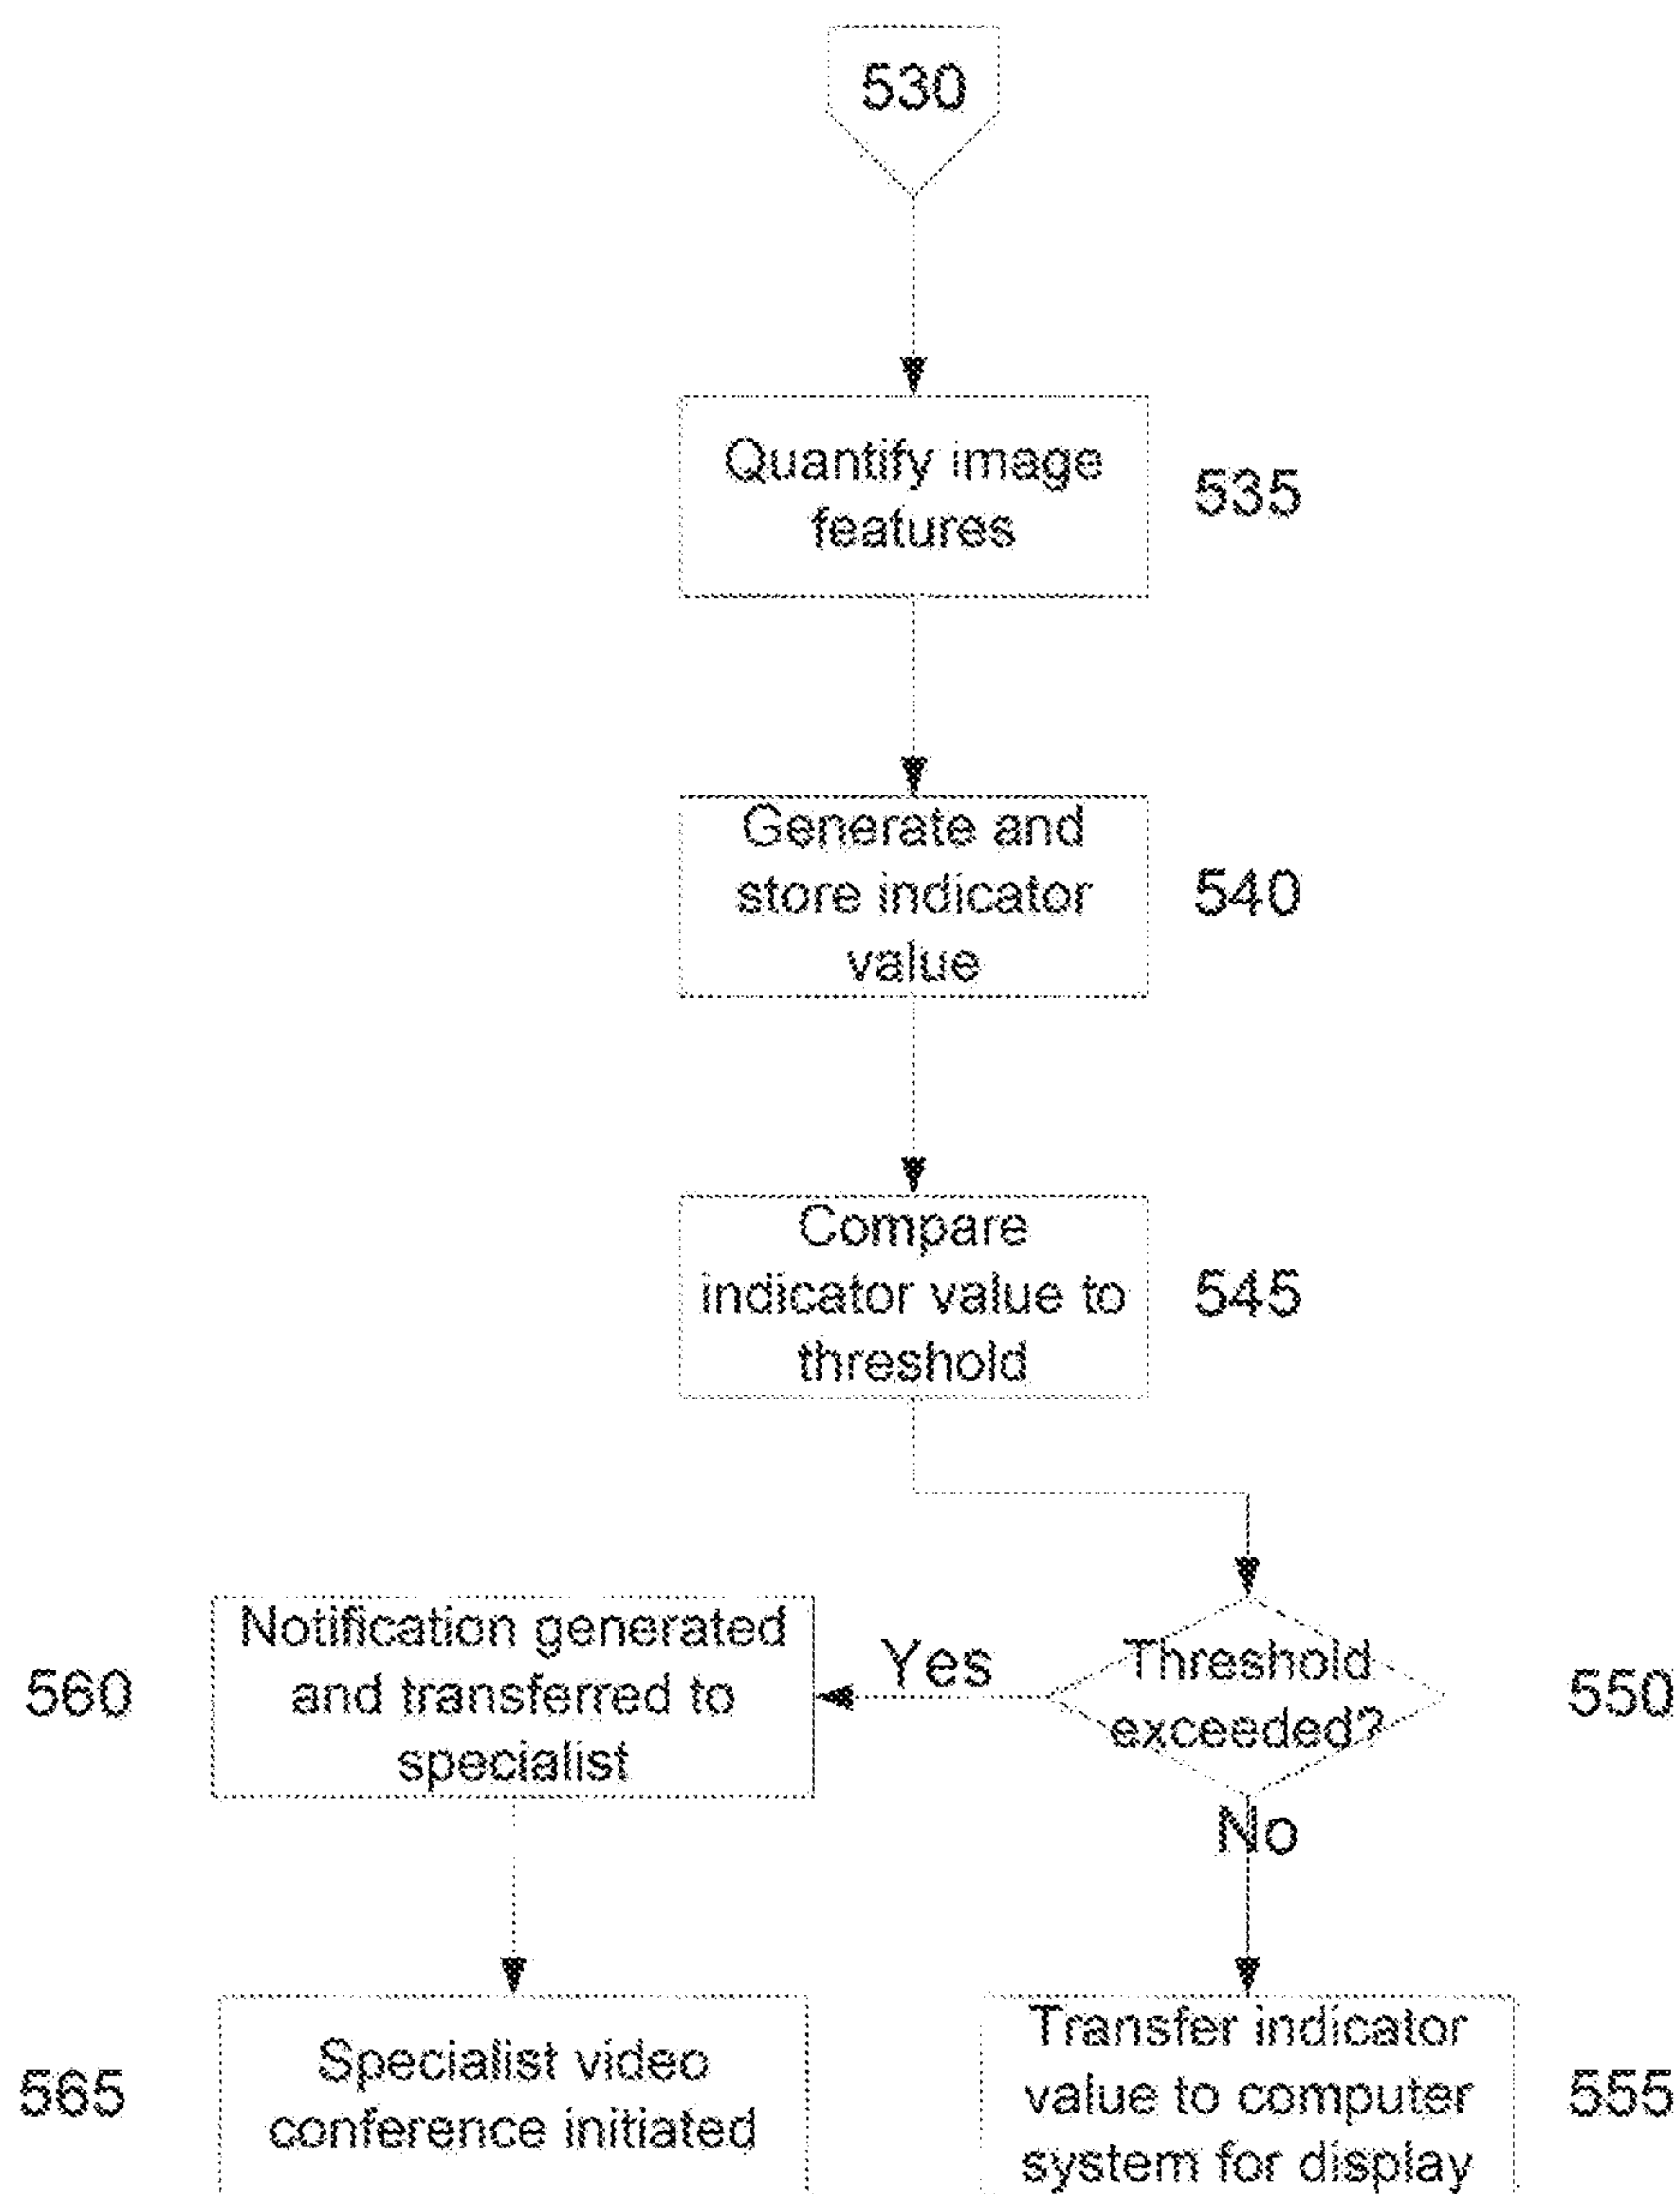 530
Quantify image
features
535
Generate and
store indicator
value
540
Compare
indicator value to
threshold
545
Notification generated
and transferred to
specialist
560
Yes
Threshold
exceeded?
550
No
Specialist video
conference initiated
565
Transfer indicator
value to computer
system for display
555